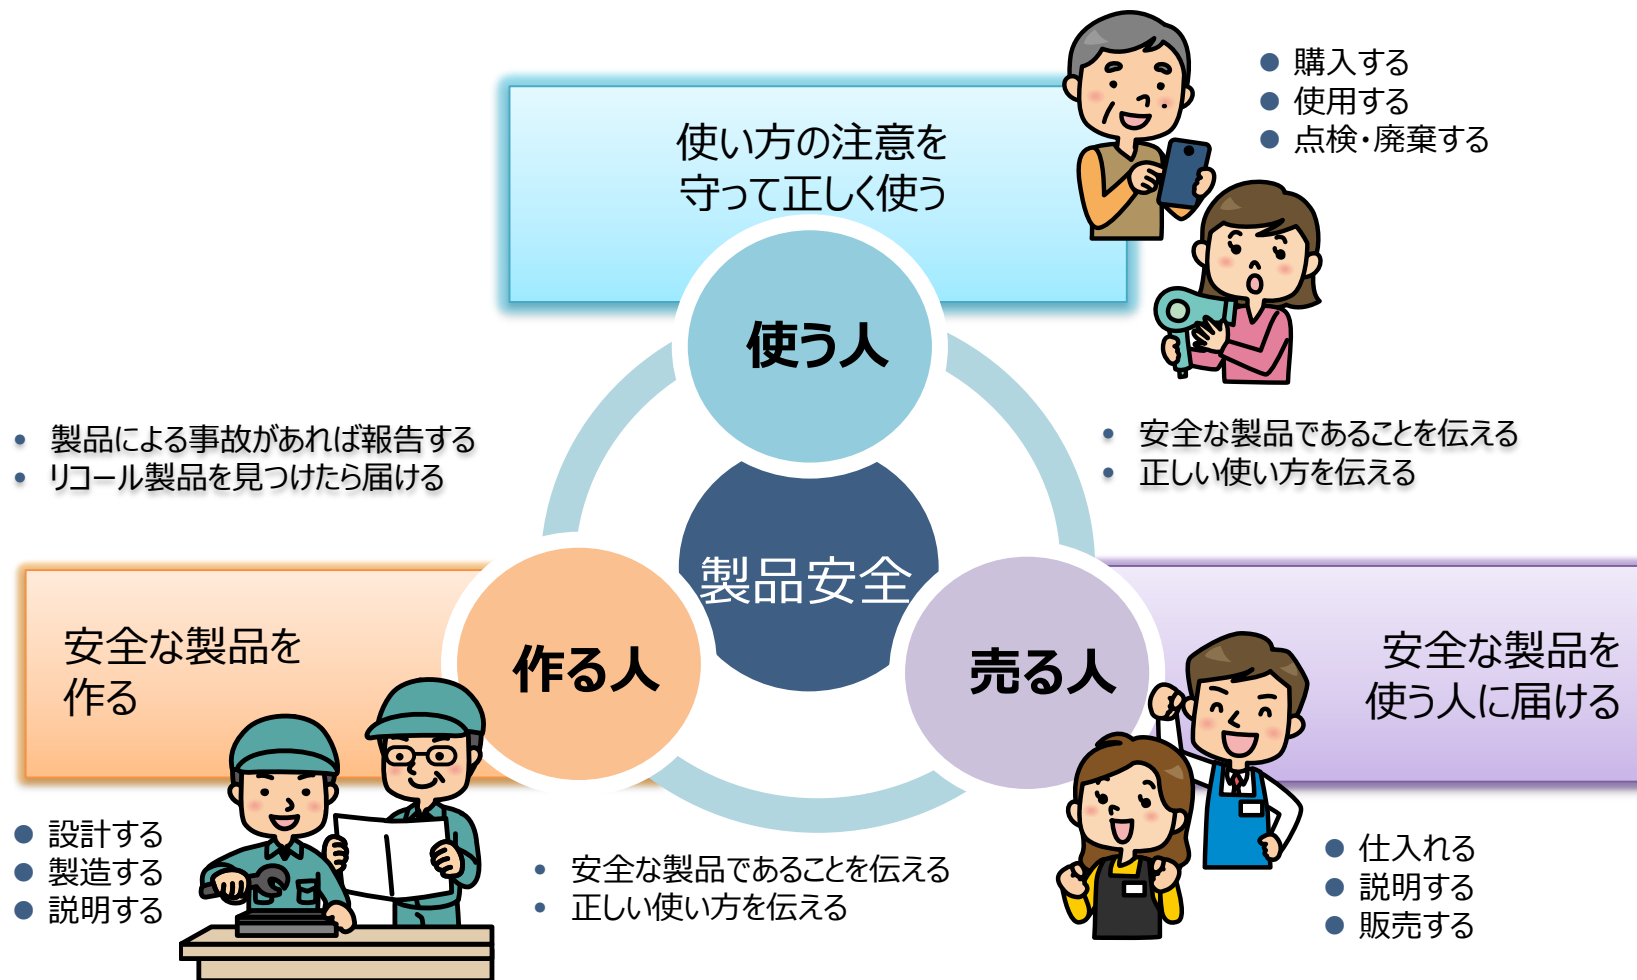 使い方の注意を
守って正しく使う
● 購入する
● 使用する
● 点検・廃棄する
使う人
• 製品による事故があれば報告する
• リコール製品を見つけたら届ける
• 安全な製品であることを伝える
• 正しい使い方を伝える
製品安全
安全な製品を
作る
作る人
売る人
安全な製品を
使う人に届ける
● 設計する
● 製造する
● 説明する
• 安全な製品であることを伝える
• 正しい使い方を伝える
● 仕入れる
● 説明する
● 販売する